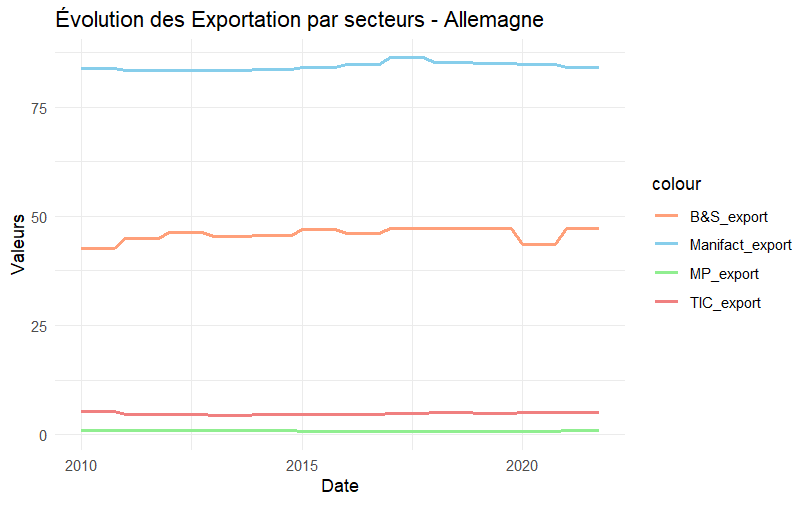 Évolution des Exportation par secteurs - Allemagne
Valeurs
75
50
25
0
2010
2015
2020
Date
colour
B&S_export
Manifact_export
MP_export
TIC_export